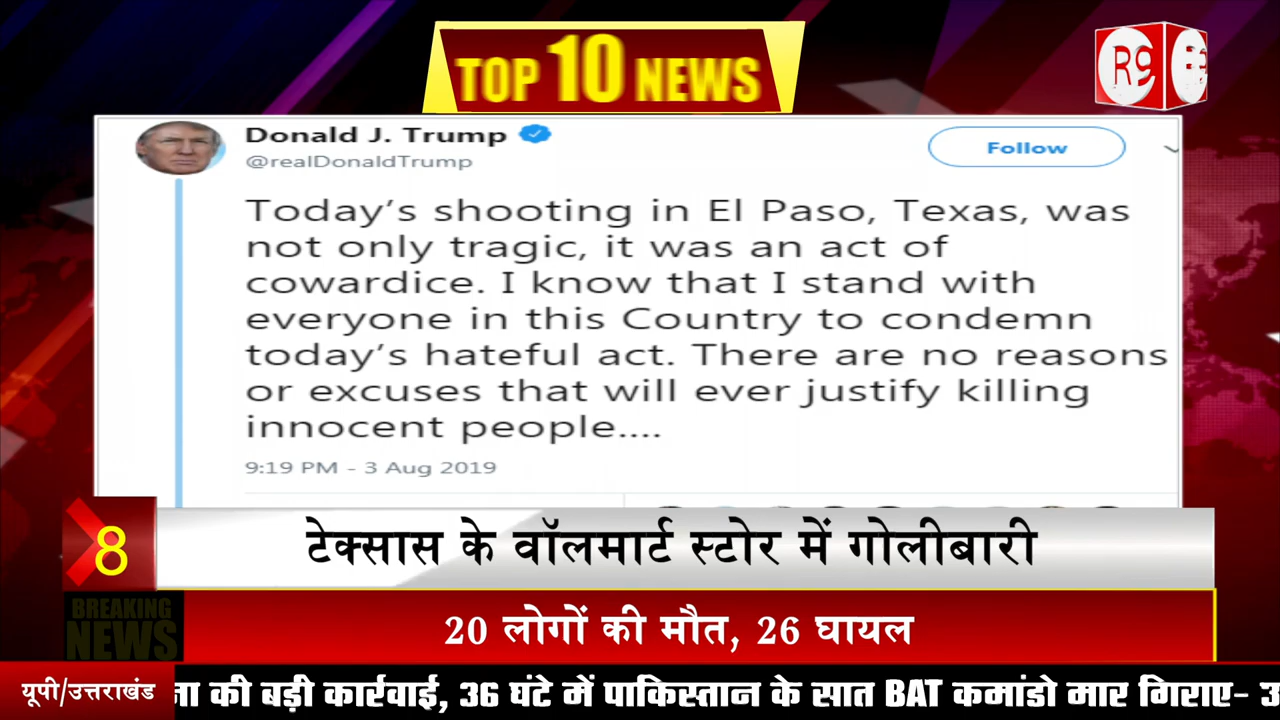 TOP 10 NEWS
R9
Donald J. Trump
@realDonaldTrump
Follow
Today’s shooting in El Paso, Texas, was
not only tragic, it was an act of
cowardice. I know that I stand with
everyone in this Country to condemn
today’s hateful act. There are no reasons
or excuses that will ever justify killing
innocent people....
9:19 PM - 3 Aug 2019
8
टेक्सास के वॉलमार्ट स्टोर में गोलीबारी
BREAKING
NEWS
20 लोगों की मौत, 26 घायल
यूपी/उत्तराखंड
की बड़ी कार्रवाई, 36 घंटे में पाकिस्तान के सात BAT कमांडो मार गिराए-